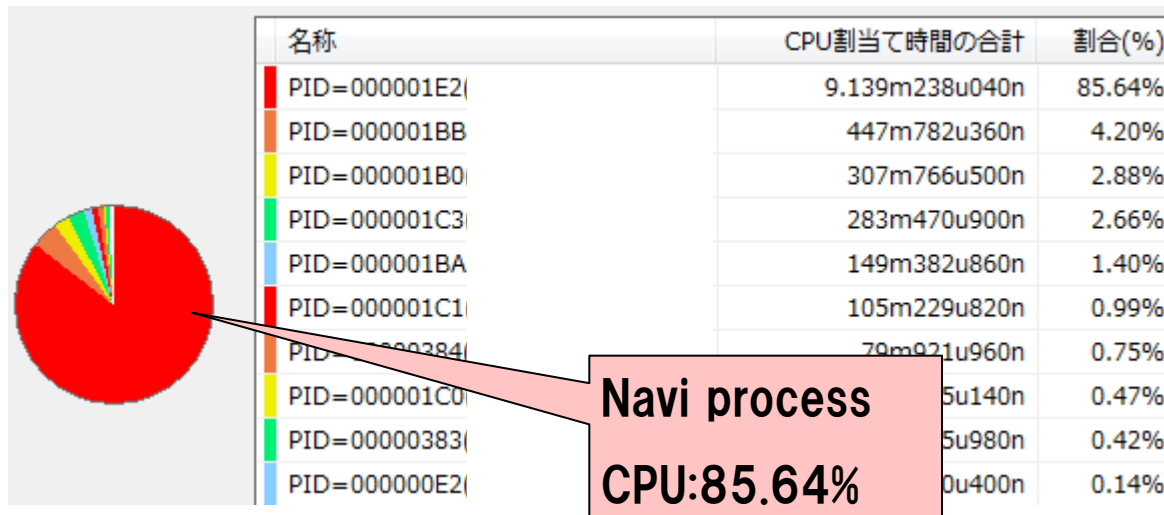 名称 CPU割当て時間の合計 割合(%)
PID=000001E2( 9.139m238u040n 85.64%
PID=000001BB 447m782u360n 4.20%
PID=000001B0( 307m766u500n 2.88%
PID=000001C3 283m470u900n 2.66%
PID=000001BA 149m382u860n 1.40%
PID=000001C1 105m229u820n 0.99%
PID=00000384( 79m921u960n 0.75%
PID=000001C0 5u140n 0.47%
PID=00000383( 5u980n 0.42%
PID=000000E2( 0u400n 0.14%
Navi process
CPU:85.64%